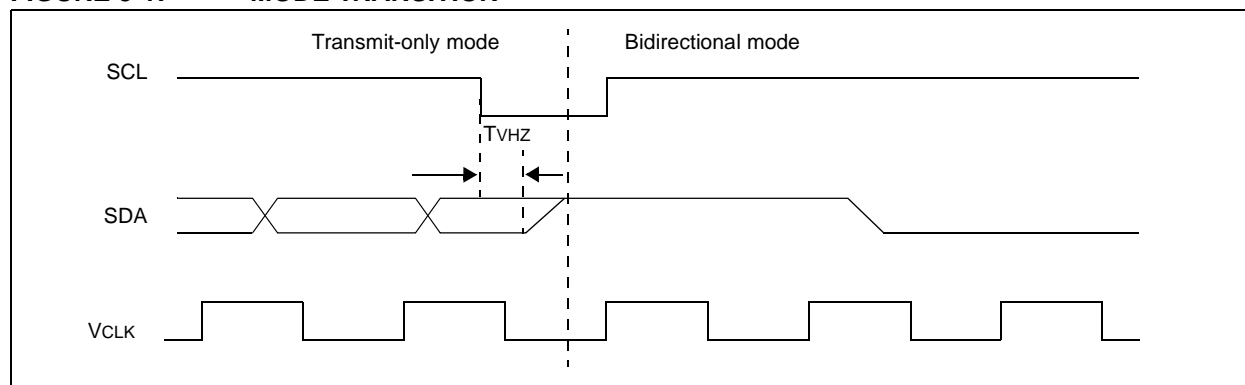 Transmit-only mode
Bidirectional mode
SCL
TVHZ
SDA
VCLK